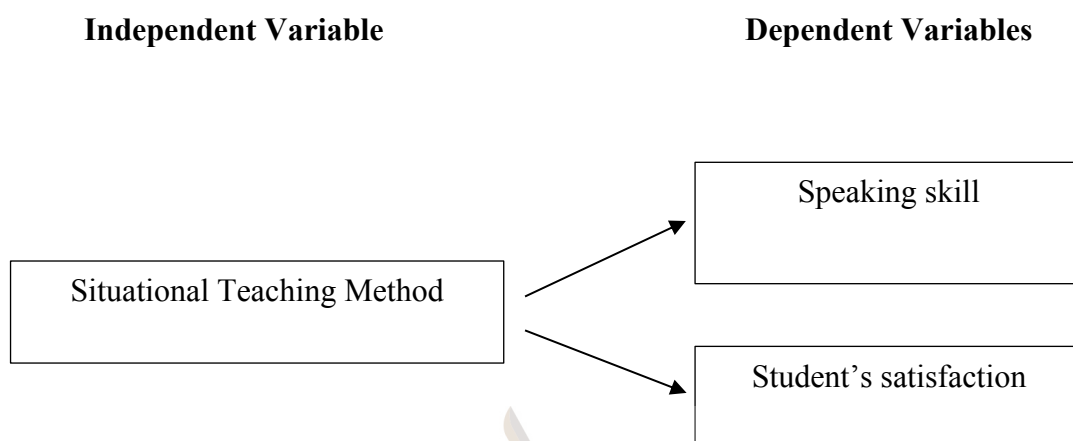 Independent Variable
Dependent Variables
Speaking skill
Situational Teaching Method
Student’s satisfaction